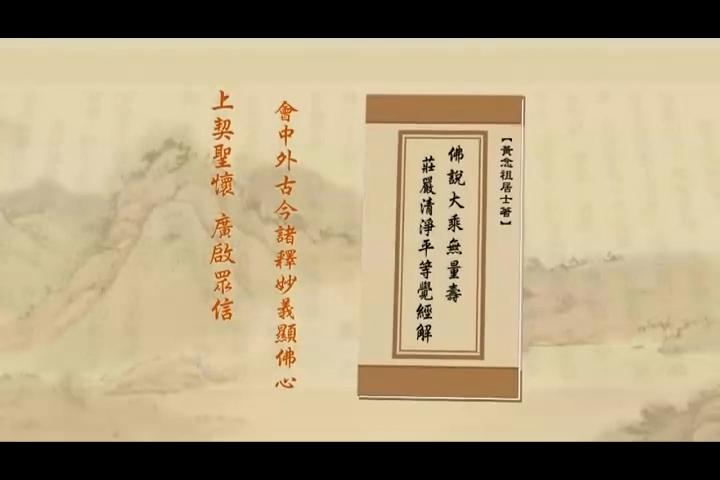 【黃念祖居士著】
佛說大乘無量壽
莊嚴清淨平等覺經解
會中外古今諸釋妙義顯佛心
上契聖懷 廣啟眾信